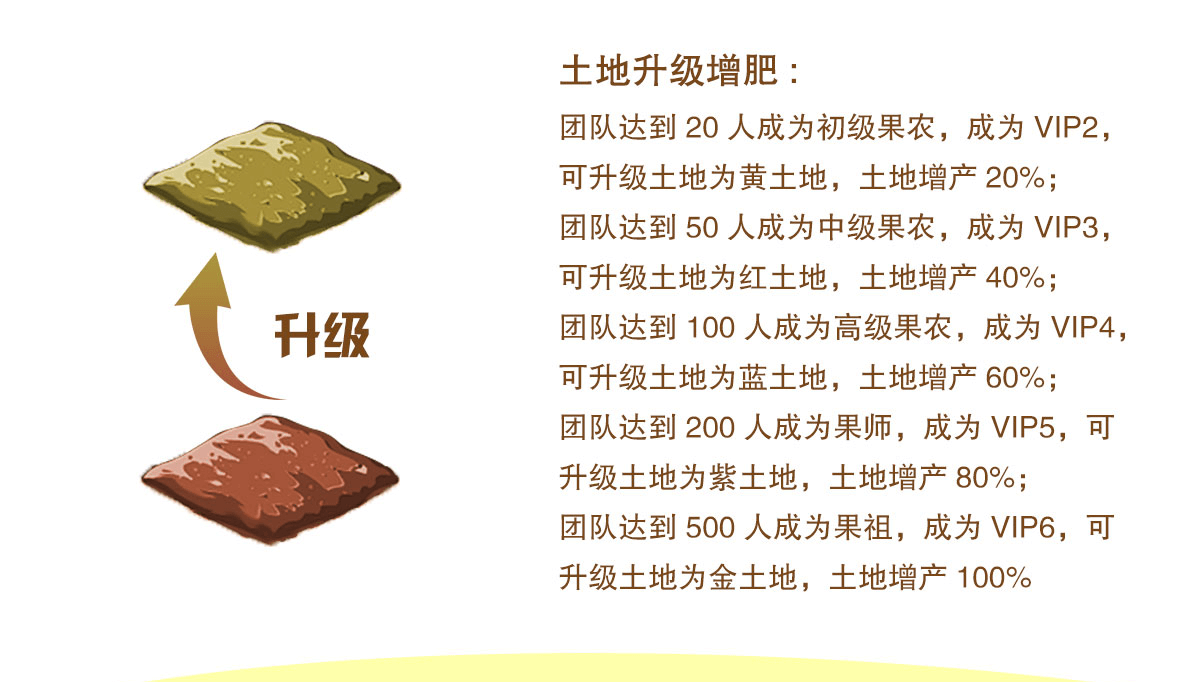 土地升级增肥：
团队达到 20 人成为初级果农，成为 VIP2，
可升级土地为黄土地，土地增产 20%；
团队达到 50 人成为中级果农，成为 VIP3，
可升级土地为红土地，土地增产 40%；
团队达到 100 人成为高级果农，成为 VIP4，
可升级土地为蓝土地，土地增产 60%；
团队达到 200 人成为果师，成为 VIP5，可
升级土地为紫土地，土地增产 80%；
团队达到 500 人成为果祖，成为 VIP6，可
升级土地为金土地，土地增产 100%
升级